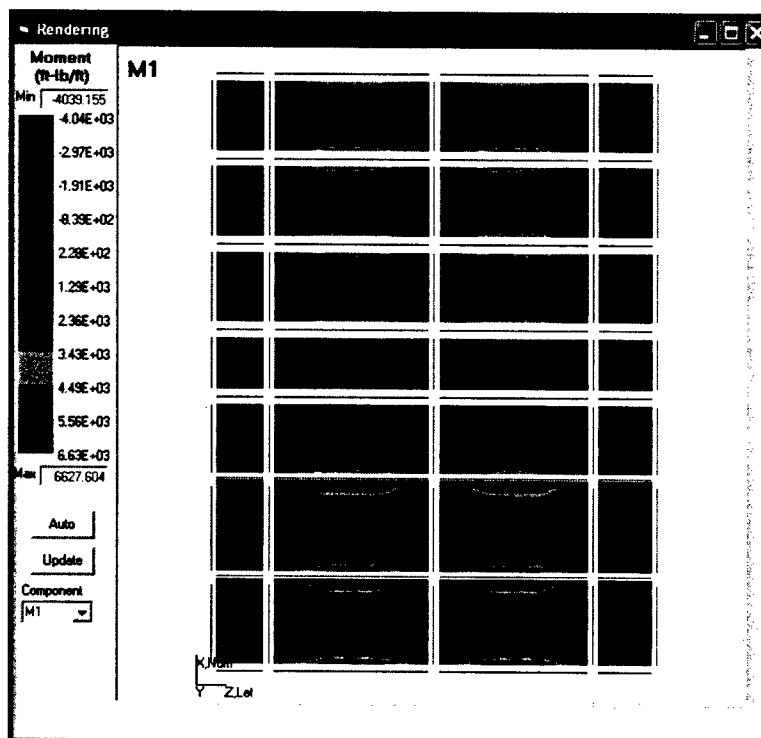 Rendering
Moment
(ft-lb/ft)
M1
Min -4039.155
-4.04E+03
-2.97E+03
-1.91E+03
-8.39E+02
2.28E+02
1.29E+03
2.36E+03
3.43E+03
4.49E+03
5.56E+03
6.63E+03
Max 6627.604
Auto
Update
Component
M1
X,Num
Y Z,Let